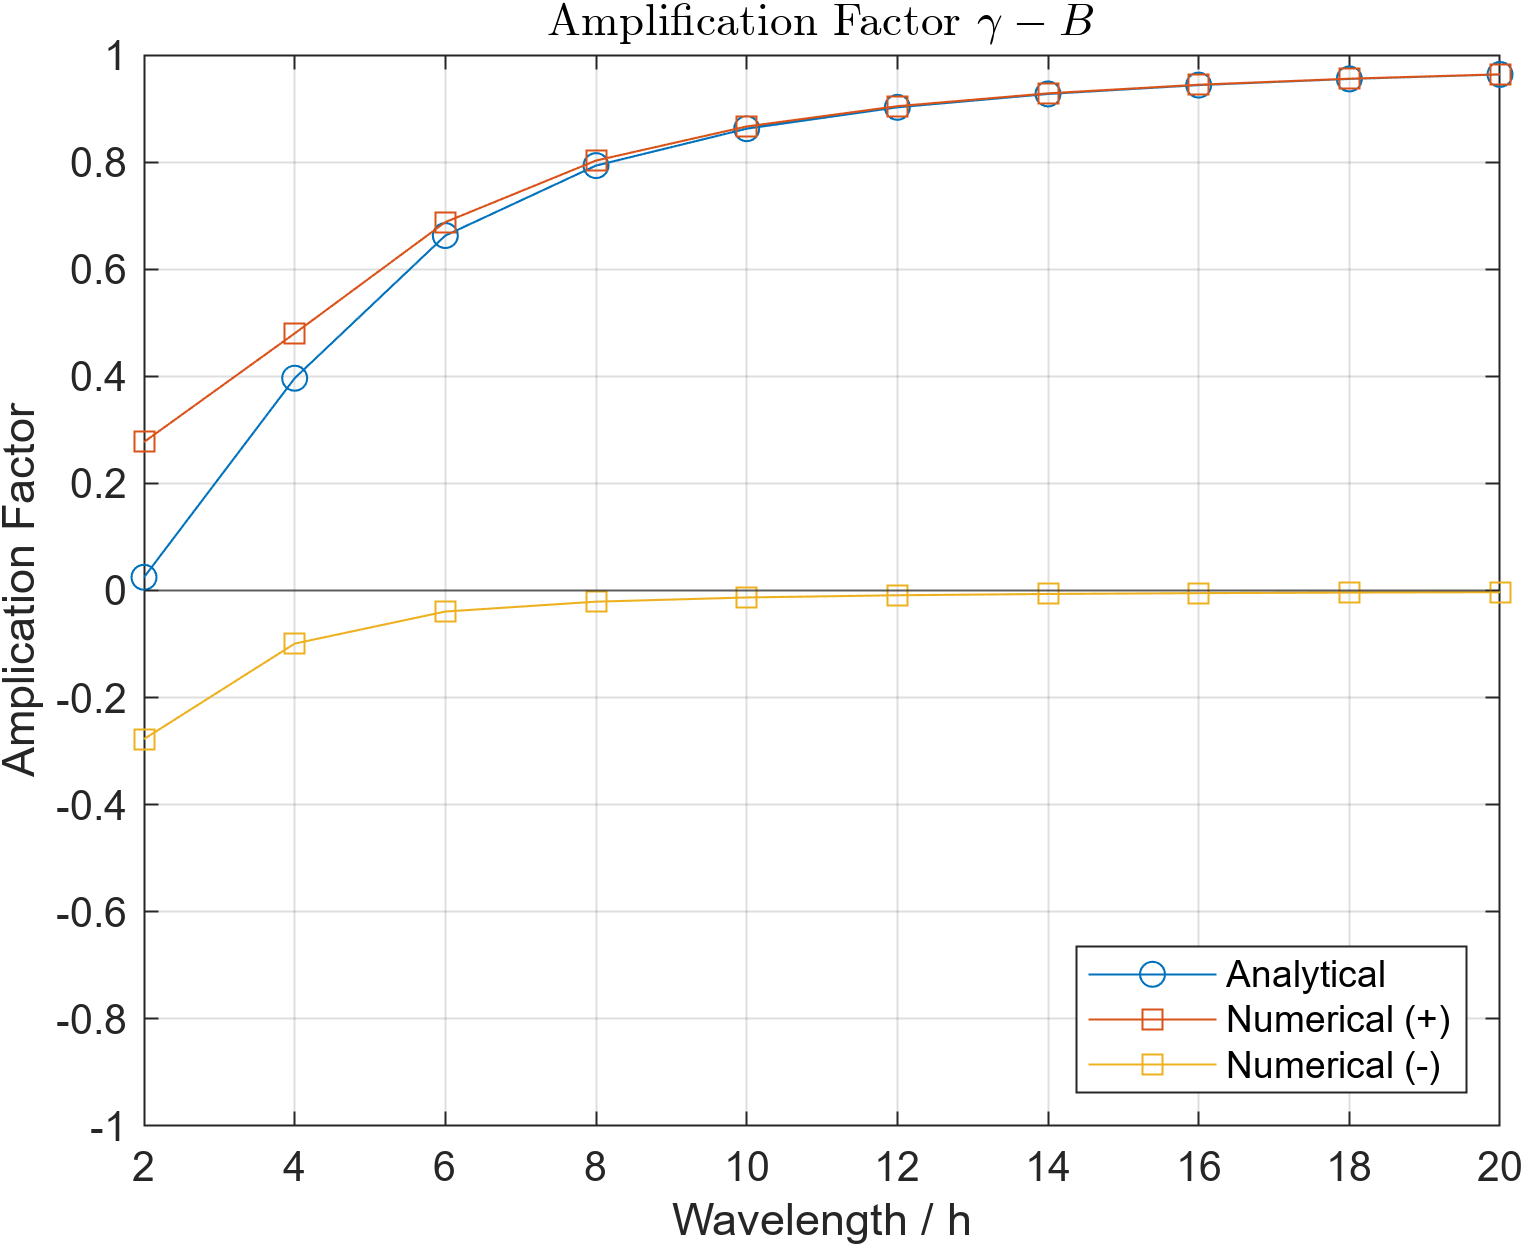 Amplification Factor γ − B
1
0.8
0.6
0.4
0.2
0
-0.2
-0.4
-0.6
-0.8
-1
Amplication Factor
2 4 6 8 10 12 14 16 18 20
Wavelength / h
Analytical
Numerical (+)
Numerical (-)